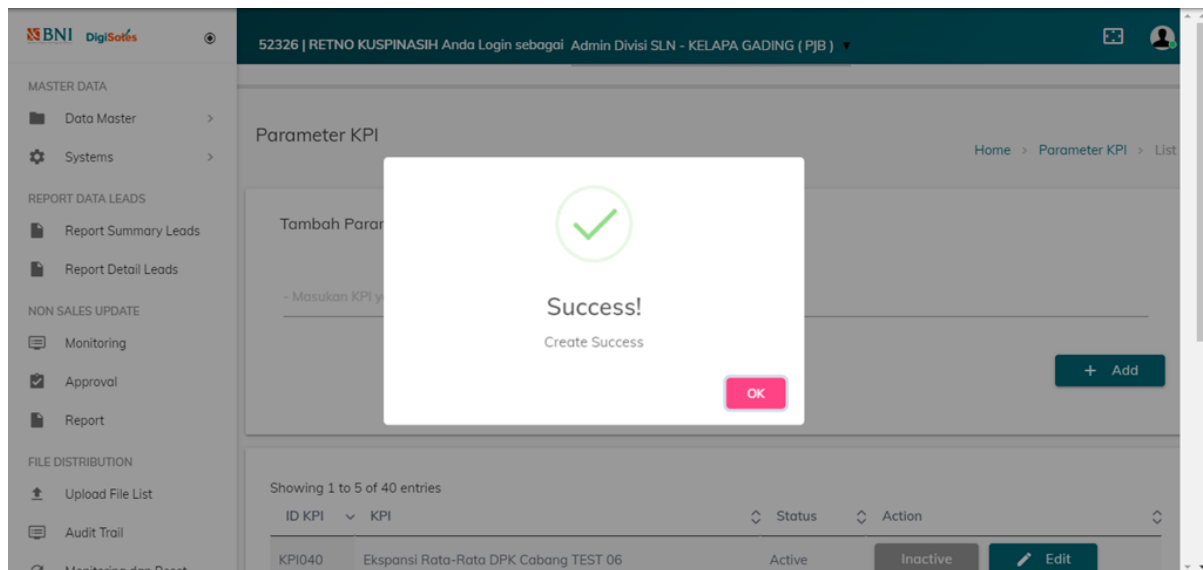 BNI DigiSales
52326 | RETNO KUSPINASIH Anda Login sebagai Admin Divisi SLN - KELAPA GADING ( PJB )
MASTER DATA
Data Master
Systems
REPORT DATA LEADS
Report Summary Leads
Report Detail Leads
NON SALES UPDATE
Monitoring
Approval
Report
FILE DISTRIBUTION
Upload File List
Audit Trail
Monitoring dan Reset
Parameter KPI
Home > Parameter KPI > List
Tambah Parar
- Masukan KPI y
Success!
Create Success
OK
+ Add
Showing 1 to 5 of 40 entries
ID KPI KPI Status Action
KPI040 Ekspansi Rata-Rata DPK Cabang TEST 06 Active Inactive Edit